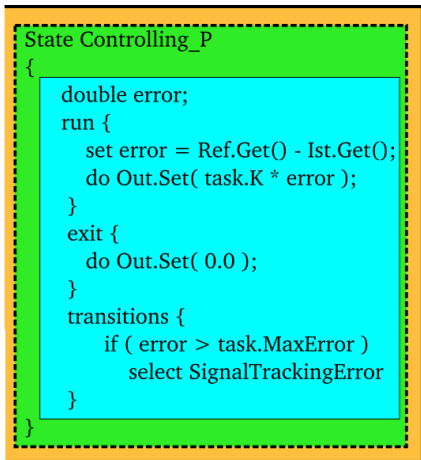 State Controlling_P
{
double error;
run {
set error = Ref.Get() - Ist.Get();
do Out.Set( task.K * error );
}
exit {
do Out.Set( 0.0 );
}
transitions {
if ( error > task.MaxError )
select SignalTrackingError
}
}